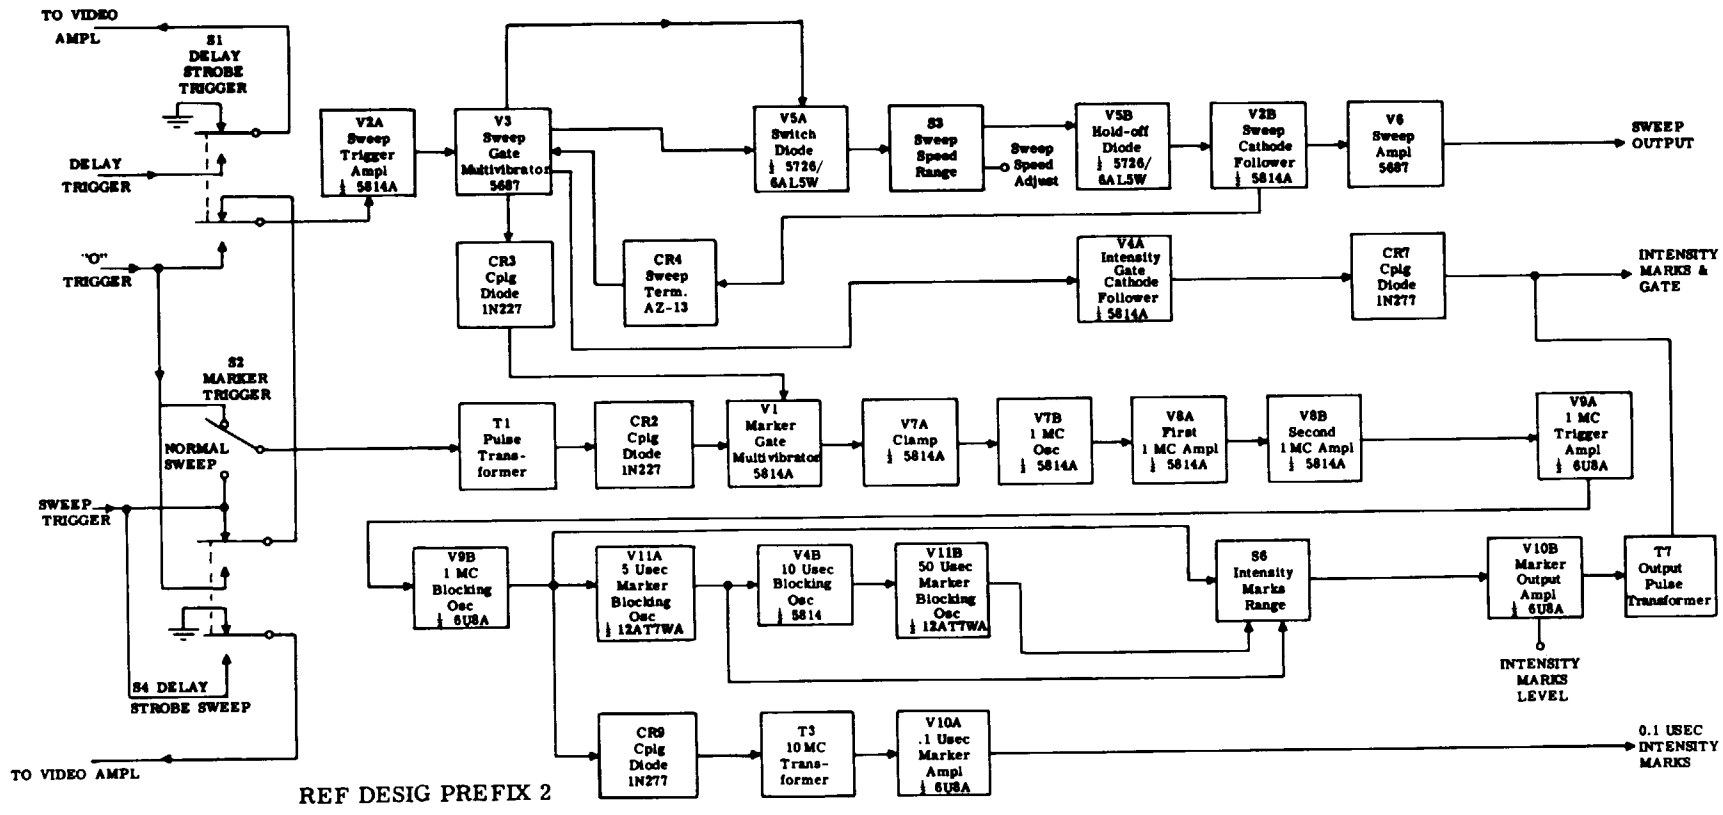 TO VIDEO
AMPL
S1
DELAY
STROBE
TRIGGER
DELAY
TRIGGER
"O"
TRIGGER
S2
MARKER
TRIGGER
NORMAL
SWEEP
SWEEP
TRIGGER
S4 DELAY
STROBE SWEEP
TO VIDEO AMPL
V2A
Sweep
Trigger
Ampl
½ 5814A
V3
Sweep
Gate
Multivibrator
5687
V5A
Switch
Diode
½ 5726/
6AL5W
S3
Sweep
Speed
Range
Sweep
Speed
Adjust
V5B
Hold-off
Diode
½ 5726/
6AL5W
V2B
Sweep
Cathode
Follower
½ 5814A
V6
Sweep
Ampl
5687
SWEEP
OUTPUT
CR3
Cplg
Diode
1N227
CR4
Sweep
Term.
AZ-13
V4A
Intensity
Gate
Cathode
Follower
½ 5814A
CR7
Cplg
Diode
1N277
INTENSITY
MARKS &
GATE
T1
Pulse
Trans-
former
CR2
Cplg
Diode
1N227
V1
Marker
Gate
Multivibrator
5814A
V7A
Clamp
½ 5814A
V7B
1 MC
Osc
½ 5814A
V8A
First
1 MC Ampl
½ 5814A
V8B
Second
1 MC Ampl
½ 5814A
V9A
1 MC
Trigger
Ampl
½ 6U8A
V9B
1 MC
Blocking
Osc
½ 6U8A
V11A
5 Usec
Marker
Blocking
Osc
½ 12AT7WA
V4B
10 Usec
Blocking
Osc
½ 5814
V11B
50 Usec
Marker
Blocking
Osc
½ 12AT7WA
S6
Intensity
Marks
Range
V10B
Marker
Output
Ampl
½ 6U8A
T7
Output
Pulse
Transformer
INTENSITY
MARKS
LEVEL
CR9
Cplg
Diode
1N277
T3
10 MC
Trans-
former
V10A
.1 Usec
Marker
Ampl
½ 6U8A
0.1 USEC
INTENSITY
MARKS
REF DESIG PREFIX 2